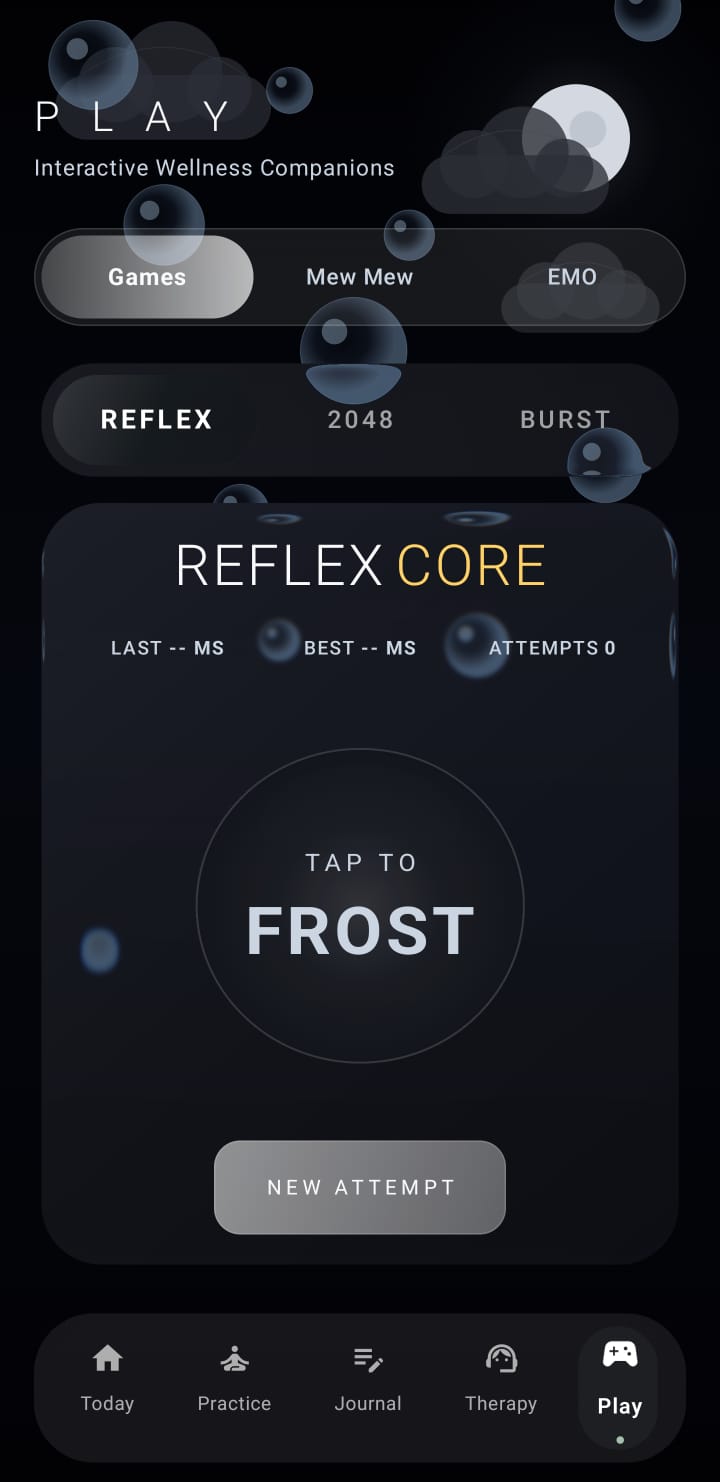 PLAY
Interactive Wellness Companions
Games Mew Mew EMO
REFLEX 2048 BURST
REFLEX CORE
LAST -- MS BEST -- MS ATTEMPTS 0
TAP TO
FROST
NEW ATTEMPT
Today Practice Journal Therapy Play